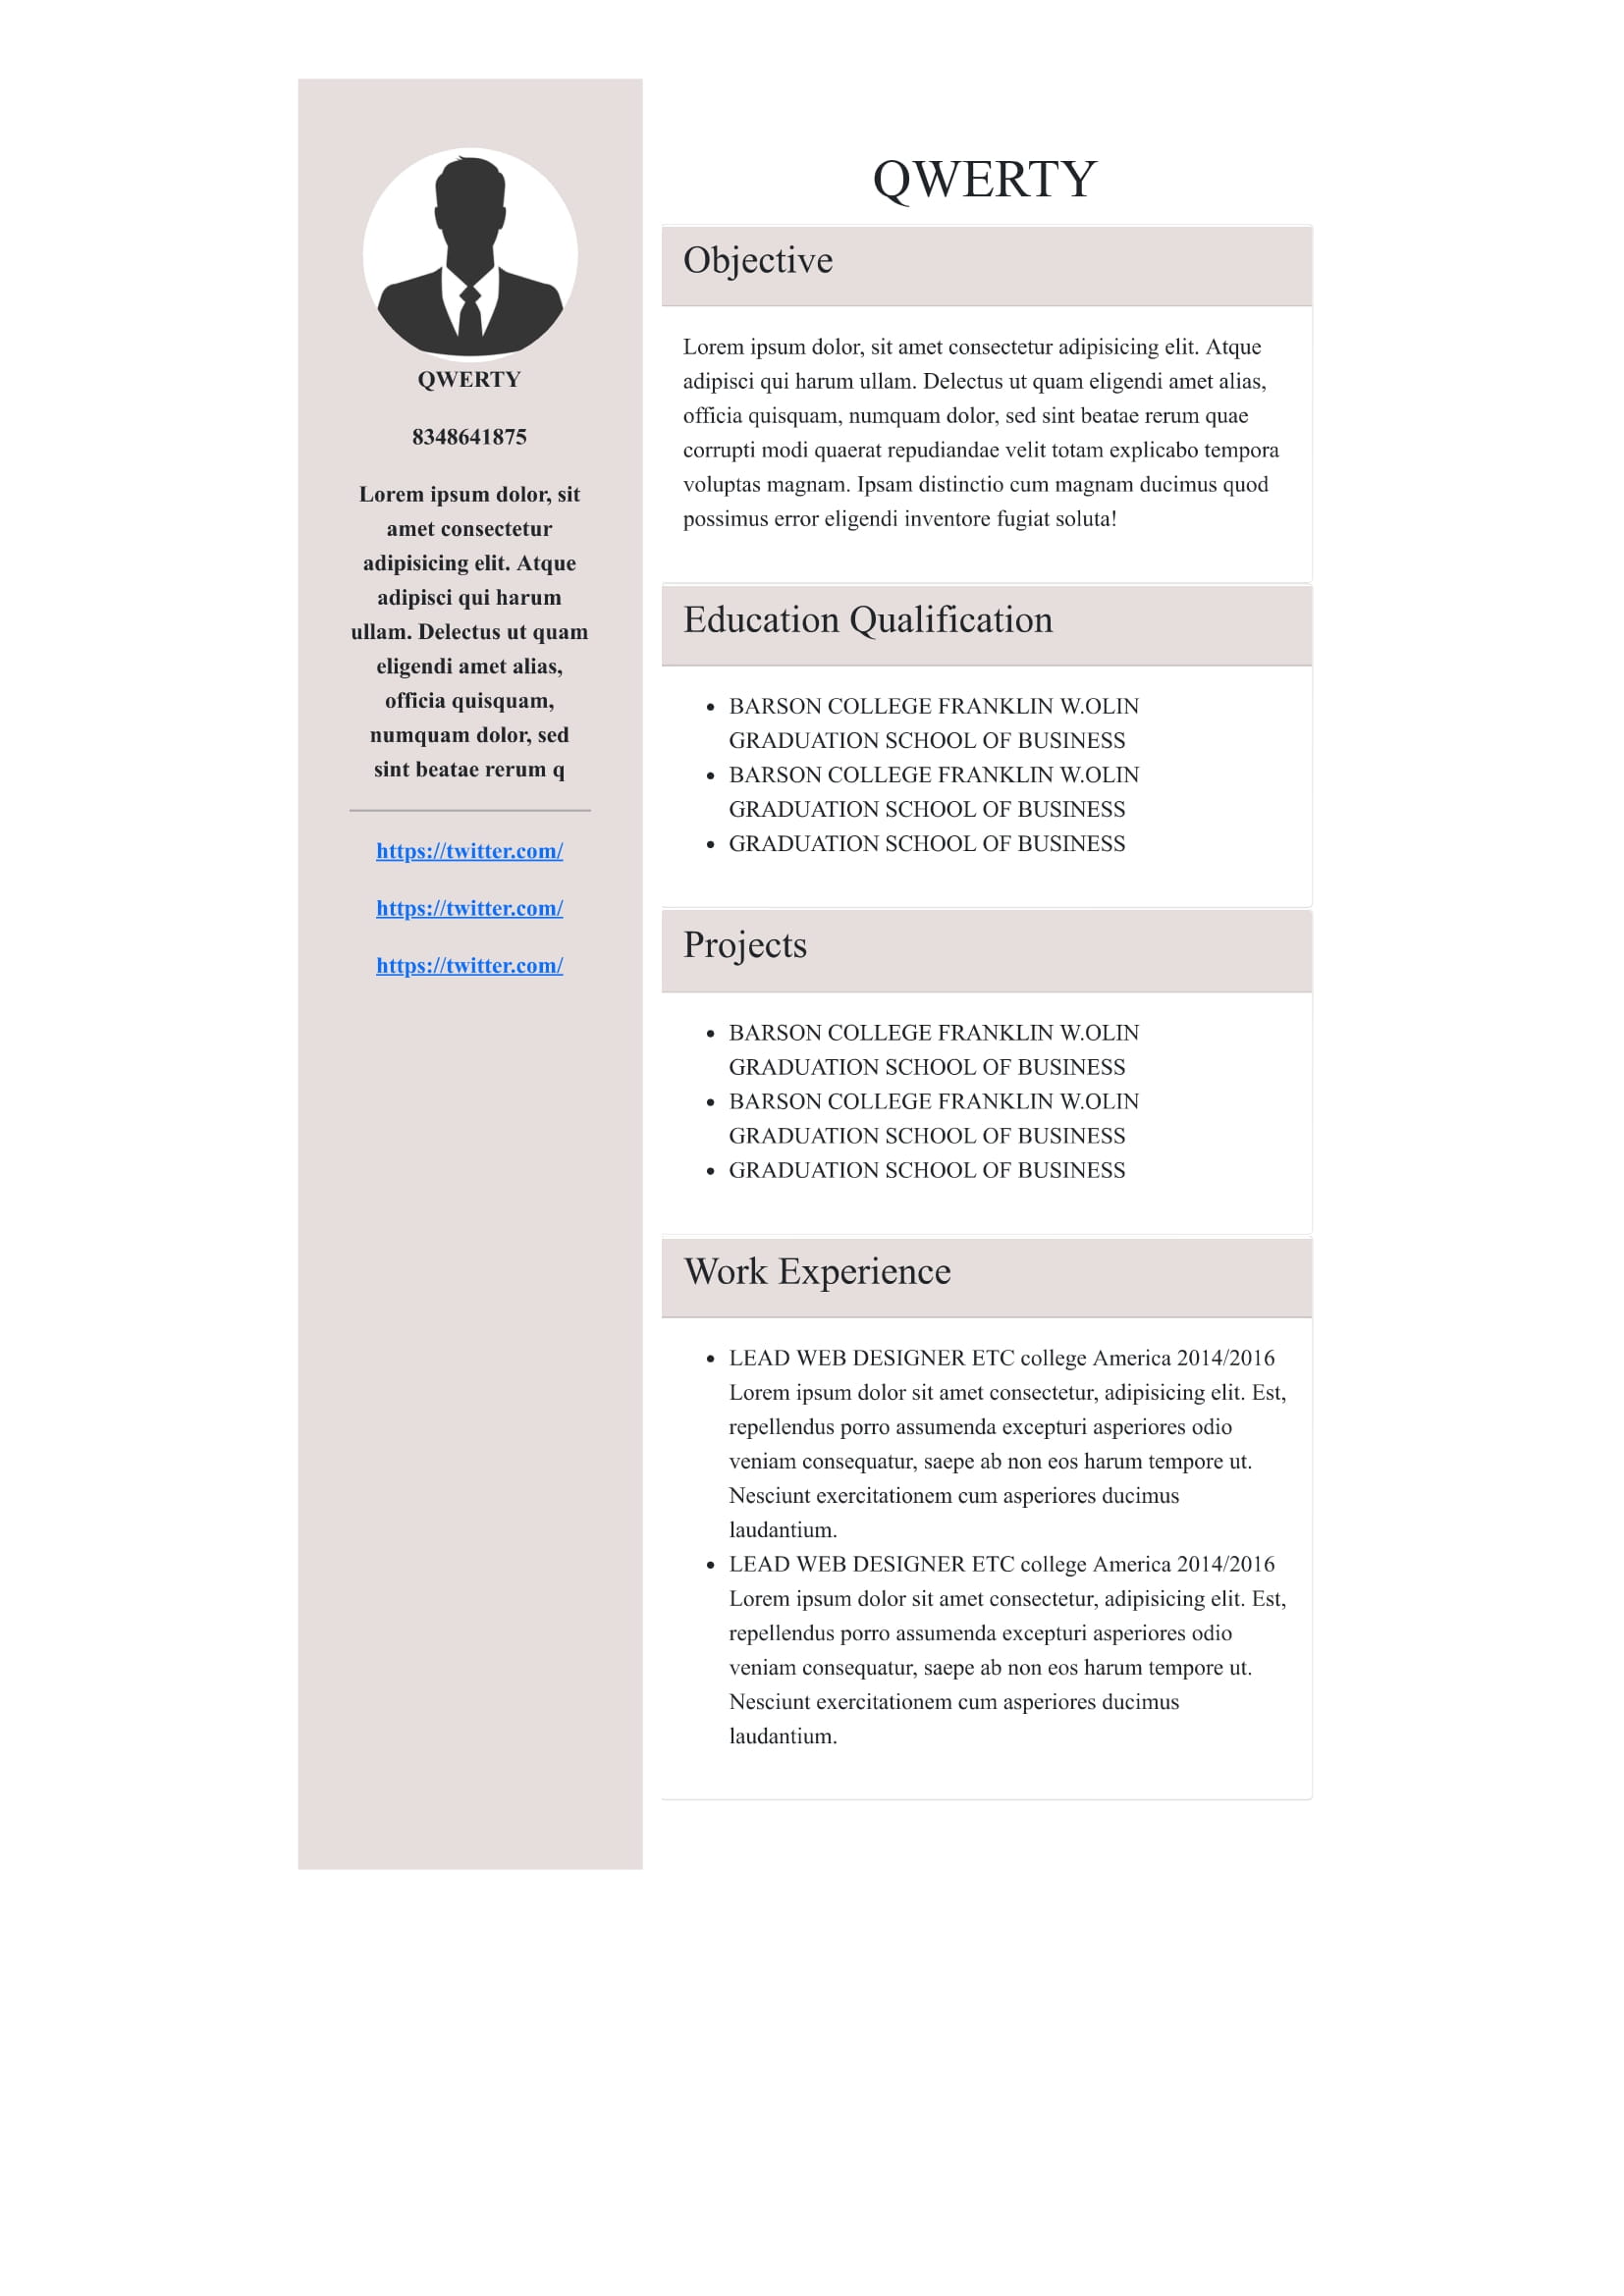 QWERTY
8348641875
Lorem ipsum dolor, sit
amet consectetur
adipisicing elit. Atque
adipisci qui harum
ullam. Delectus ut quam
eligendi amet alias,
officia quisquam,
numquam dolor, sed
sint beatae rerum q
https://twitter.com/
https://twitter.com/
https://twitter.com/
QWERTY
Objective
Lorem ipsum dolor, sit amet consectetur adipisicing elit. Atque
adipisci qui harum ullam. Delectus ut quam eligendi amet alias,
officia quisquam, numquam dolor, sed sint beatae rerum quae
corrupti modi quaerat repudiandae velit totam explicabo tempora
voluptas magnam. Ipsam distinctio cum magnam ducimus quod
possimus error eligendi inventore fugiat soluta!
Education Qualification
• BARSON COLLEGE FRANKLIN W.OLIN
GRADUATION SCHOOL OF BUSINESS
• BARSON COLLEGE FRANKLIN W.OLIN
GRADUATION SCHOOL OF BUSINESS
• GRADUATION SCHOOL OF BUSINESS
Projects
• BARSON COLLEGE FRANKLIN W.OLIN
GRADUATION SCHOOL OF BUSINESS
• BARSON COLLEGE FRANKLIN W.OLIN
GRADUATION SCHOOL OF BUSINESS
• GRADUATION SCHOOL OF BUSINESS
Work Experience
• LEAD WEB DESIGNER ETC college America 2014/2016
Lorem ipsum dolor sit amet consectetur, adipisicing elit. Est,
repellendus porro assumenda excepturi asperiores odio
veniam consequatur, saepe ab non eos harum tempore ut.
Nesciunt exercitationem cum asperiores ducimus
laudantium.
• LEAD WEB DESIGNER ETC college America 2014/2016
Lorem ipsum dolor sit amet consectetur, adipisicing elit. Est,
repellendus porro assumenda excepturi asperiores odio
veniam consequatur, saepe ab non eos harum tempore ut.
Nesciunt exercitationem cum asperiores ducimus
laudantium.